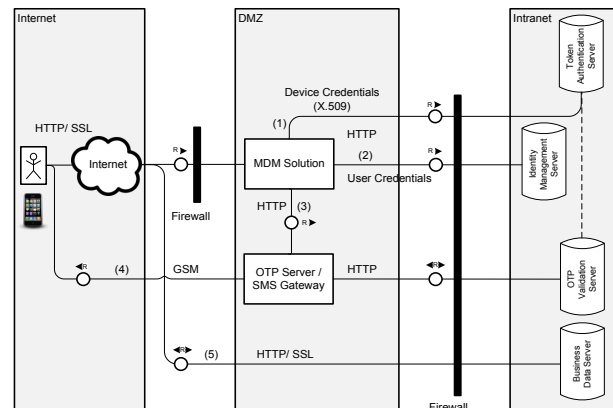 Internet
DMZ
Intranet
Token
Authentication
Server
Device Credentials
(X.509)
R
(1)
HTTP
HTTP/ SSL
Internet
R
MDM Solution
(2)
R
User Credentials
Identity
Management
Server
Firewall
HTTP
(3)
R
R
(4)
GSM
OTP Server /
SMS Gateway
HTTP
R
OTP
Validation
Server
R
(5)
HTTP/ SSL
Business
Data Server
Firewall